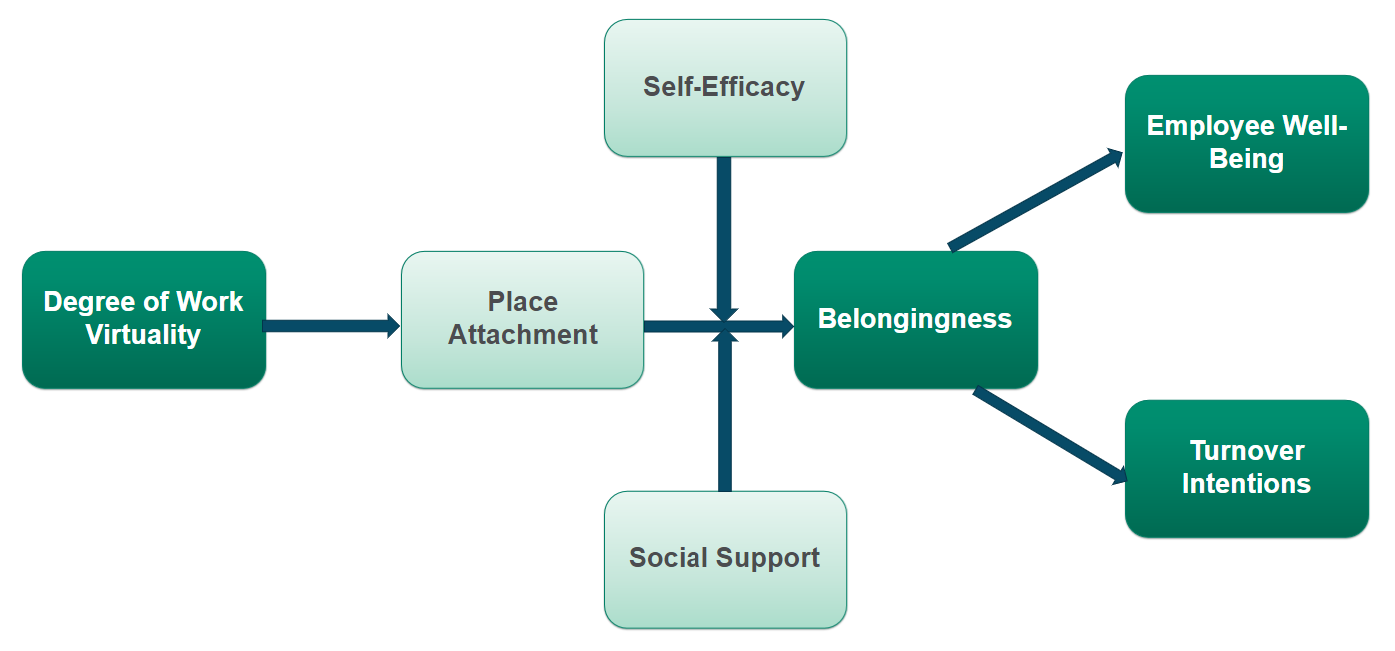 Self-Efficacy
Employee Well-
Being
Degree of Work
Virtuality
Place
Attachment
Belongingness
Turnover
Intentions
Social Support